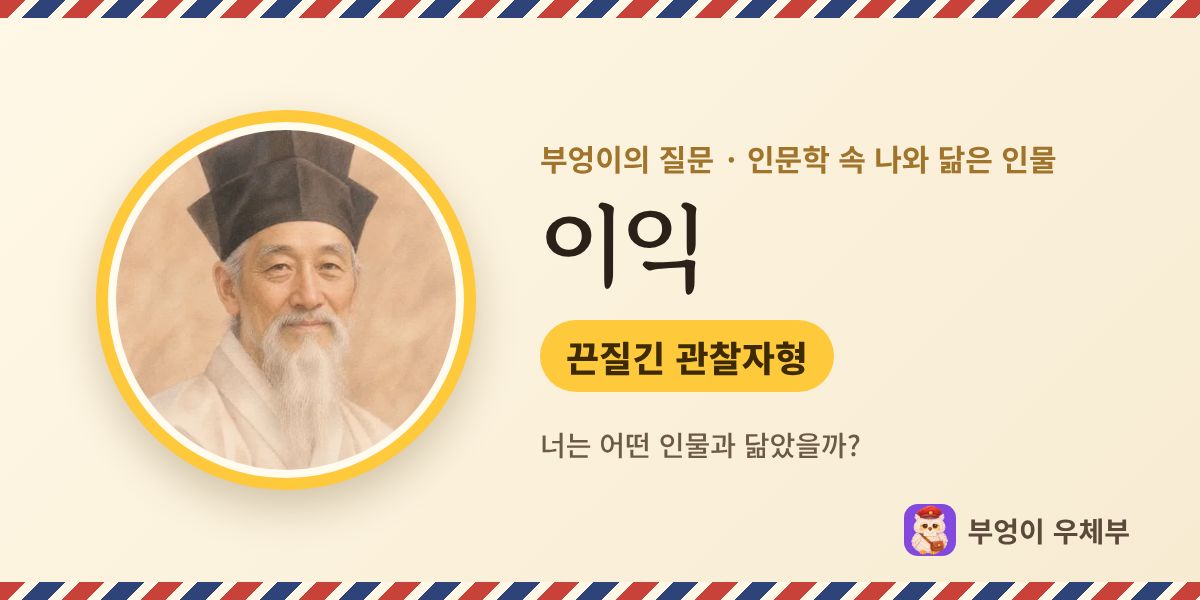 부엉이의 질문 · 인문학 속 나와 닮은 인물
이익
끈질긴 관찰자형
너는 어떤 인물과 닮았을까?
부엉이 우체부